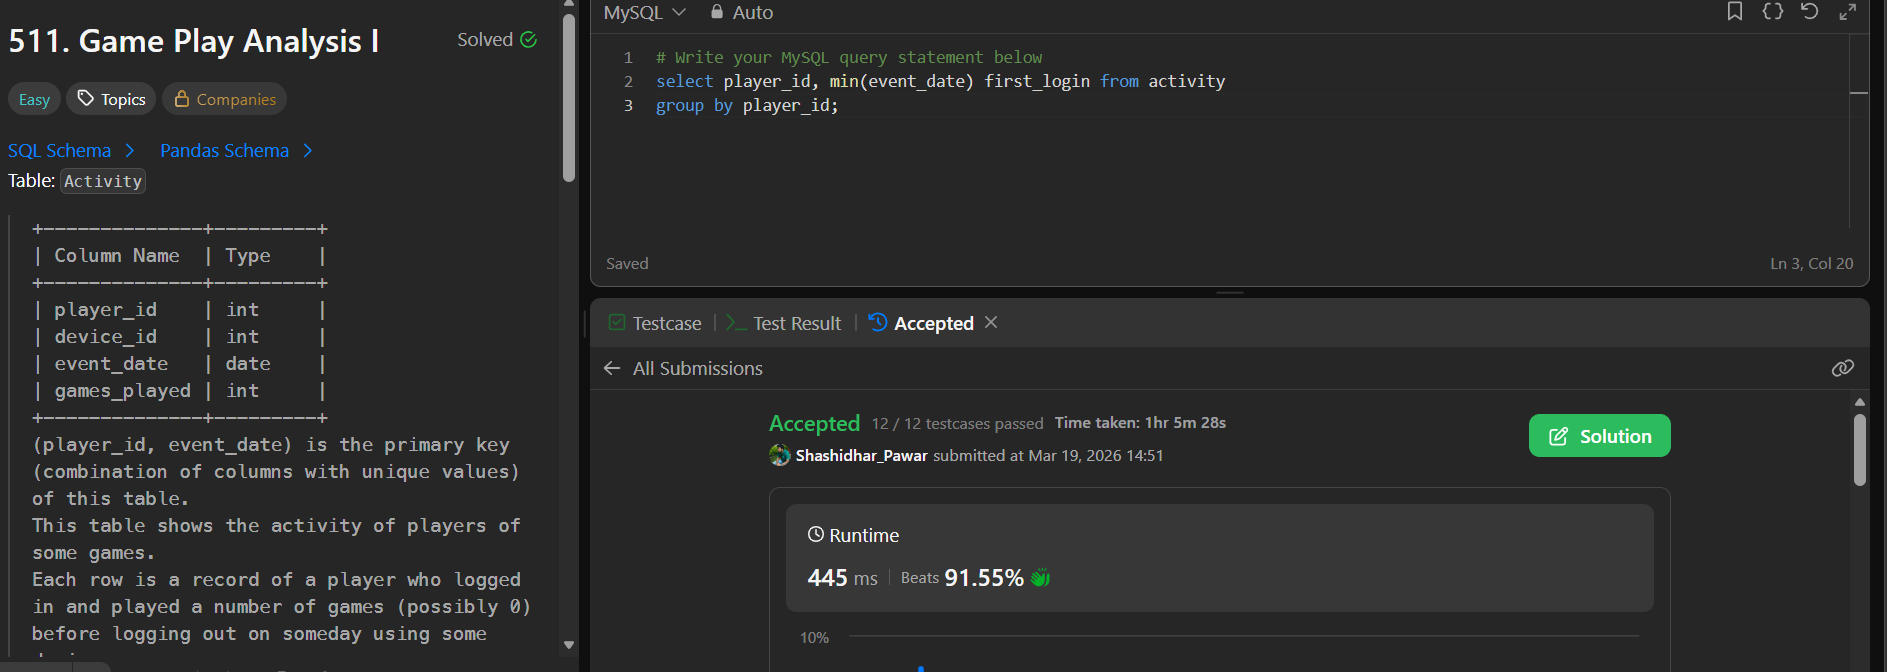 511. Game Play Analysis I
Solved
Easy
Topics
Companies
SQL Schema
Pandas Schema
Table: Activity
+--------------+---------+
| Column Name  | Type    |
+--------------+---------+
| player_id    | int     |
| device_id    | int     |
| event_date   | date    |
| games_played | int     |
+--------------+---------+
(player_id, event_date) is the primary key
(combination of columns with unique values)
of this table.
This table shows the activity of players of
some games.
Each row is a record of a player who logged
in and played a number of games (possibly 0)
before logging out on someday using some
MySQL
Auto
1 # Write your MySQL query statement below
2 select player_id, min(event_date) first_login from activity
3 group by player_id;
Saved
Ln 3, Col 20
Testcase
Test Result
Accepted
All Submissions
Accepted 12 / 12 testcases passed Time taken: 1hr 5m 28s
Shashidhar_Pawar submitted at Mar 19, 2026 14:51
Solution
Runtime
445 ms | Beats 91.55%
10%